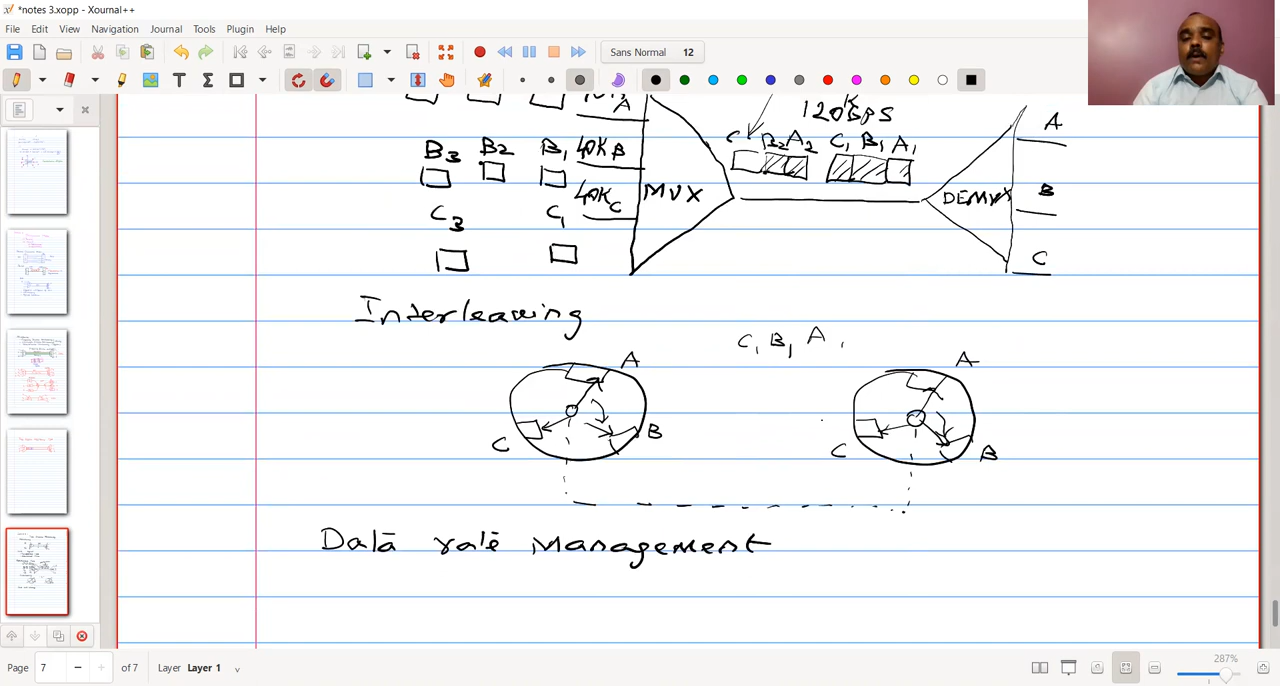 *notes 3.xopp - Xournal++
File Edit View Navigation Journal Tools Plugin Help
Sans Normal 12
A 120KBPS A
C B2 A2 C1 B1 A1
B3 B2 B1 40K B
MUX DEMUX B
C3 C1 40K C C
Interleaving
C1 B1 A1
A A
C B C B
Data rate Management
Page 7 of 7 Layer Layer 1 287%